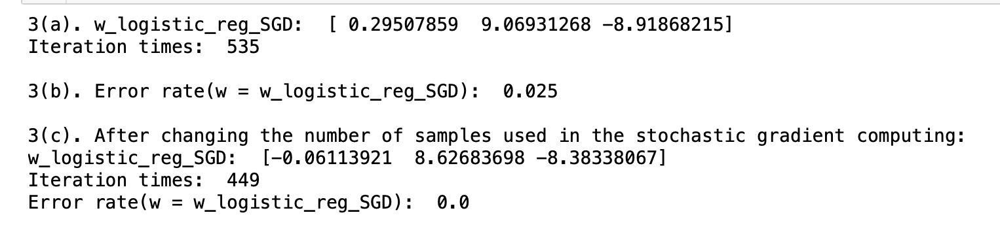 3(a). w_logistic_reg_SGD:  [ 0.29507859  9.06931268 -8.91868215]
Iteration times:  535
3(b). Error rate(w = w_logistic_reg_SGD):  0.025
3(c). After changing the number of samples used in the stochastic gradient computing:
w_logistic_reg_SGD:  [-0.06113921  8.62683698 -8.38338067]
Iteration times:  449
Error rate(w = w_logistic_reg_SGD):  0.0